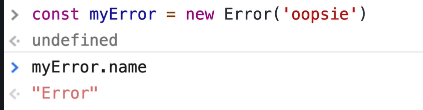 > const myError = new Error('oopsie')
< undefined
> myError.name
< "Error"